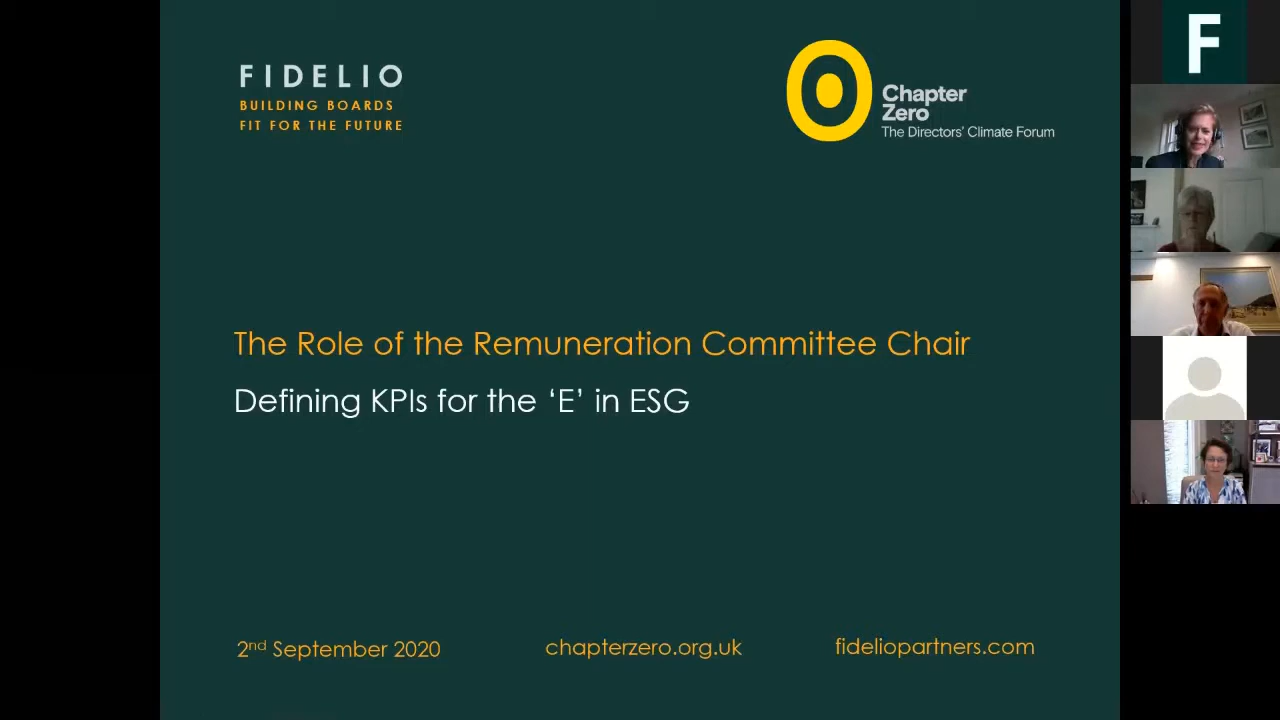 FIDELIO
BUILDING BOARDS
FIT FOR THE FUTURE
Chapter
Zero
The Directors' Climate Forum
F
The Role of the Remuneration Committee Chair
Defining KPIs for the ‘E’ in ESG
2nd September 2020
chapterzero.org.uk
fideliopartners.com